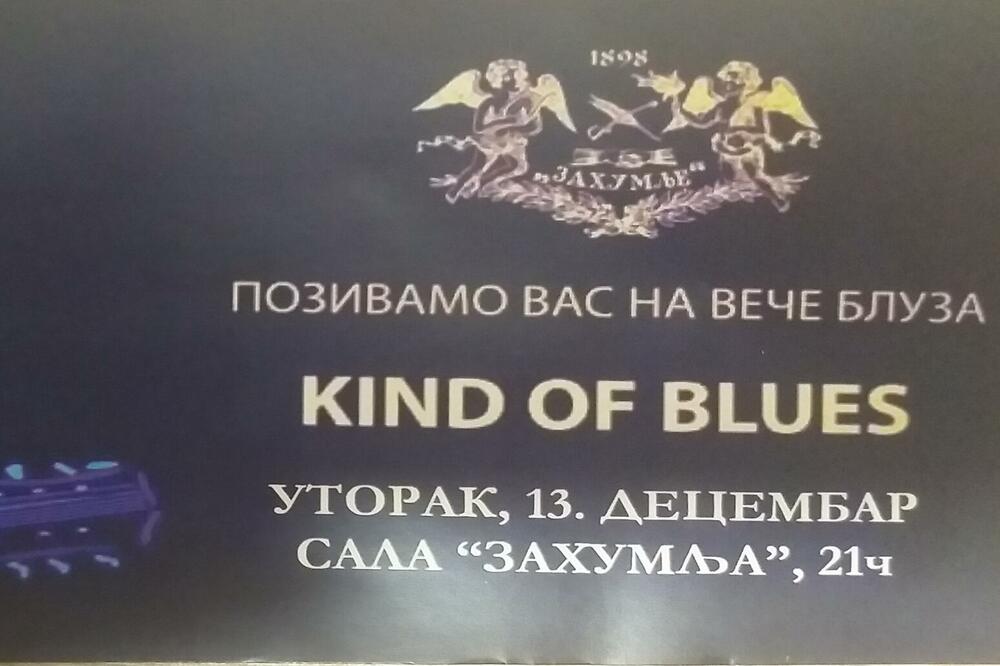 1898
„ЗАХУМЉЕ“
ПОЗИВАМО ВАС НА ВЕЧЕ БЛУЗА
KIND OF BLUES
УТОРАК, 13. ДЕЦЕМБАР
САЛА “ЗАХУМЉА”, 21ч